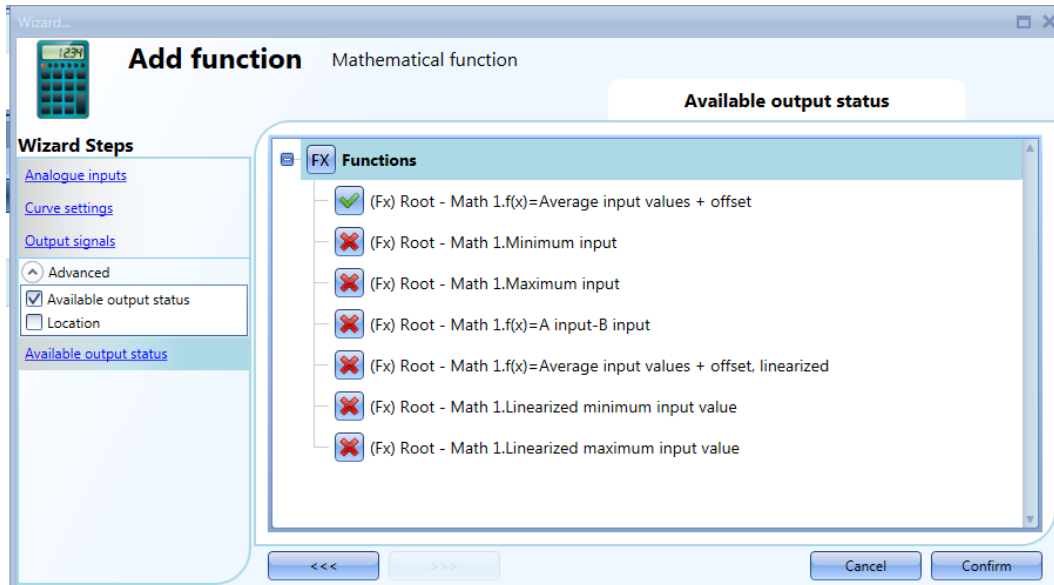 Wizard...
1234
Add function
Mathematical function
Available output status
Wizard Steps
Analogue inputs
Curve settings
Output signals
Advanced
Available output status
Location
Available output status
FX Functions
(Fx) Root - Math 1.f(x)=Average input values + offset
(Fx) Root - Math 1.Minimum input
(Fx) Root - Math 1.Maximum input
(Fx) Root - Math 1.f(x)=A input-B input
(Fx) Root - Math 1.f(x)=Average input values + offset, linearized
(Fx) Root - Math 1.Linearized minimum input value
(Fx) Root - Math 1.Linearized maximum input value
<<<
>>>
Cancel
Confirm